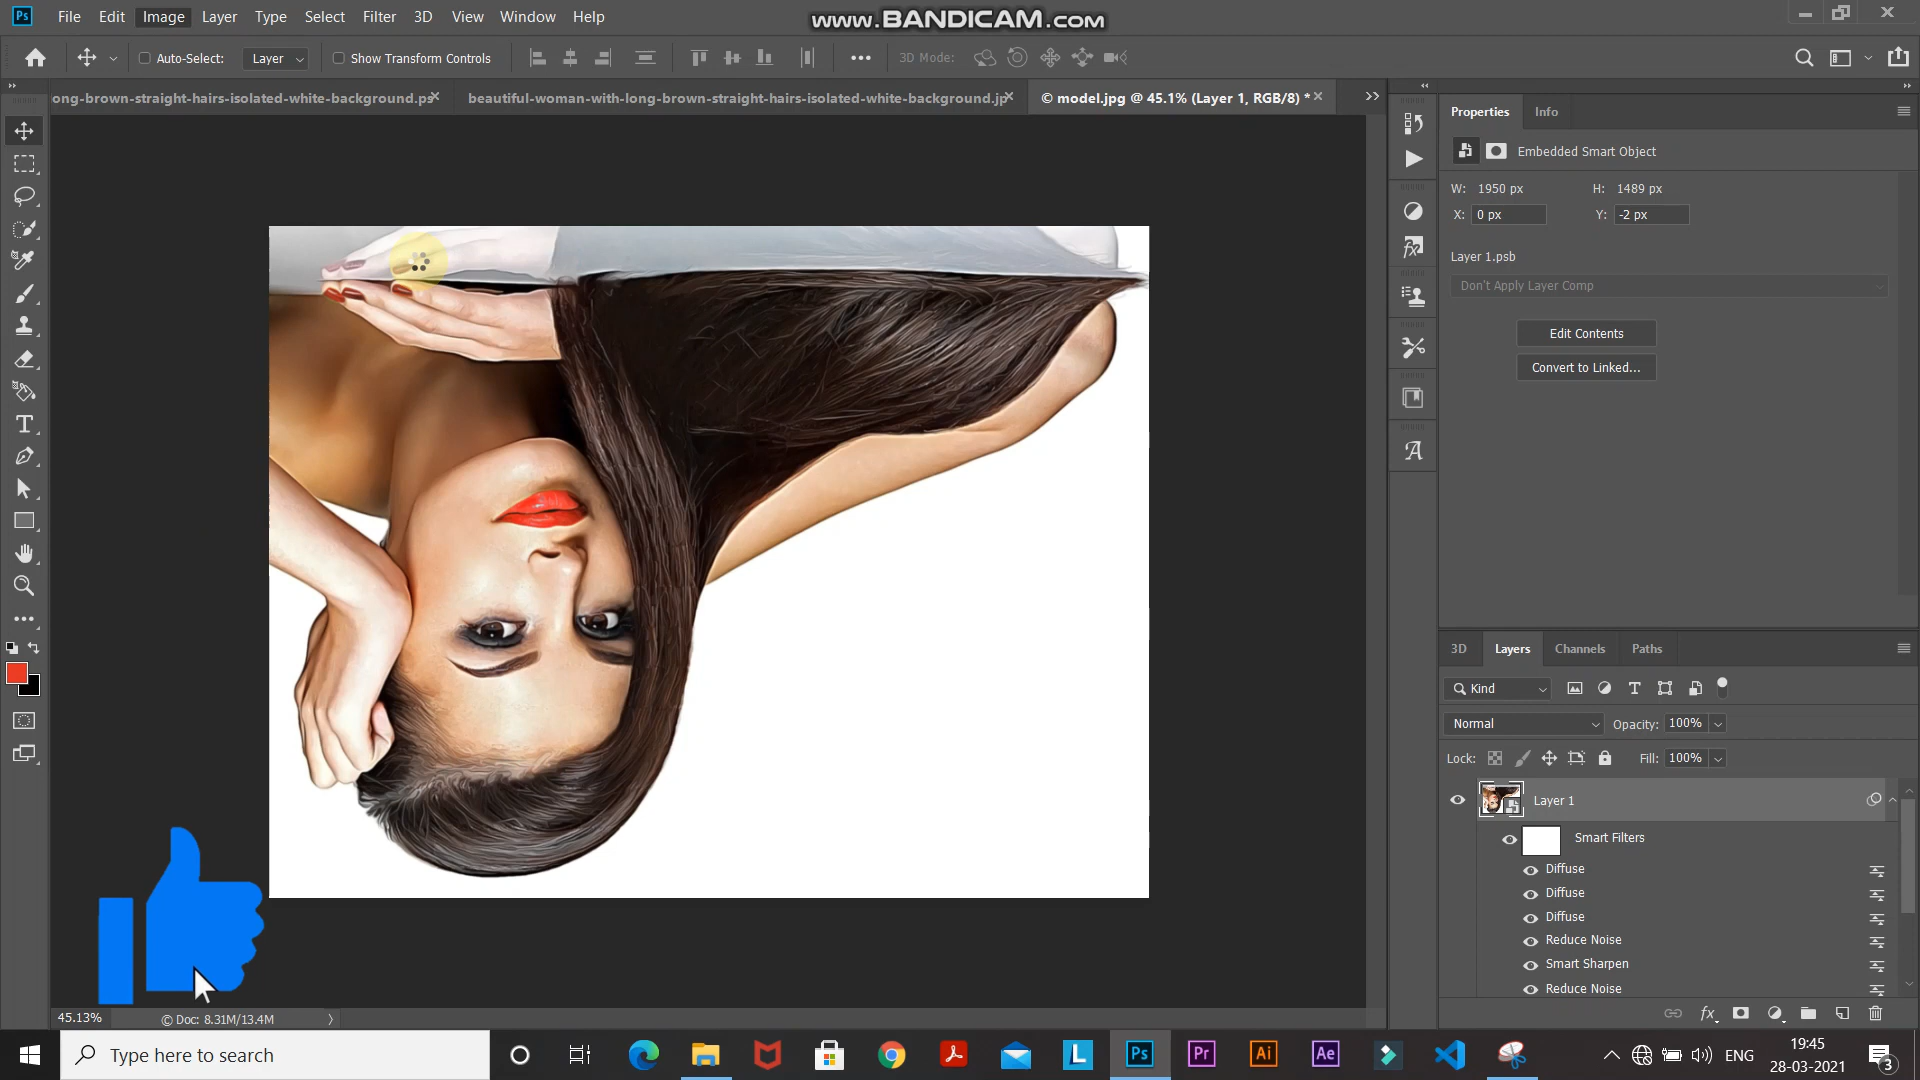 Ps File Edit Image Layer Type Select Filter 3D View Window Help
www.BANDICAM.com
Auto-Select: Layer Show Transform Controls ••• 3D Mode:
ong-brown-straight-hairs-isolated-white-background.ps
beautiful-woman-with-long-brown-straight-hairs-isolated-white-background.jp
© model.jpg @ 45.1% (Layer 1, RGB/8) *
Properties Info
Embedded Smart Object
W: 1950 px H: 1489 px
X: 0 px Y: -2 px
Layer 1.psb
Don't Apply Layer Comp
Edit Contents
Convert to Linked...
3D Layers Channels Paths
Kind
Normal Opacity: 100%
Lock: Fill: 100%
Layer 1
Smart Filters
Diffuse
Diffuse
Diffuse
Reduce Noise
Smart Sharpen
Reduce Noise
45.13% © Doc: 8.31M/13.4M
Type here to search
Ps Pr Ai Ae
L
ENG
19:45
28-03-2021
3